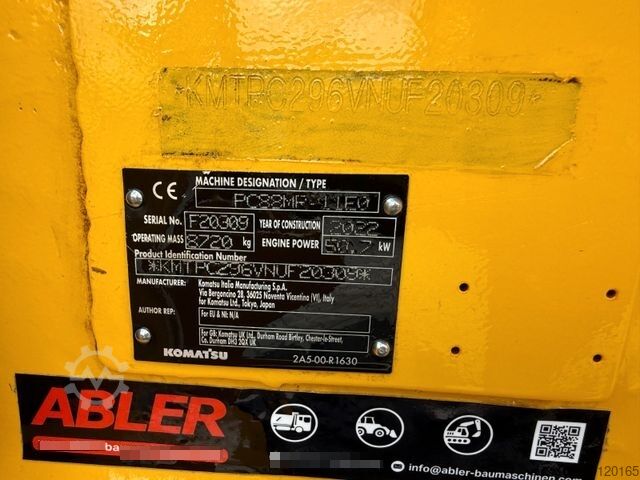 *KMTPC296VNUF20309*
CE
MACHINE DESIGNATION / TYPE
PC88MR-11E0
SERIAL No. F20309 YEAR OF CONSTRUCTION 2022
OPERATING MASS 8720 kg ENGINE POWER 50,7 kW
Product Identification Number
*KMTPC296VNUF20309*
MANUFACTURER: Komatsu Italia Manufacturing S.p.A.
Via Bergoncino 28, 36025 Noventa Vicentina (VI), Italy
for Komatsu Ltd., Tokyo, Japan
AUTHOR REP: For EU & NI: N/A
For GB: Komatsu UK Ltd., Durham Road Birtley, Chester-le-Street,
Co. Durham DH3 2QX UK
KOMATSU 2A5-00-R1630
ABLER
ba
info@abler-baumaschinen.co
120165